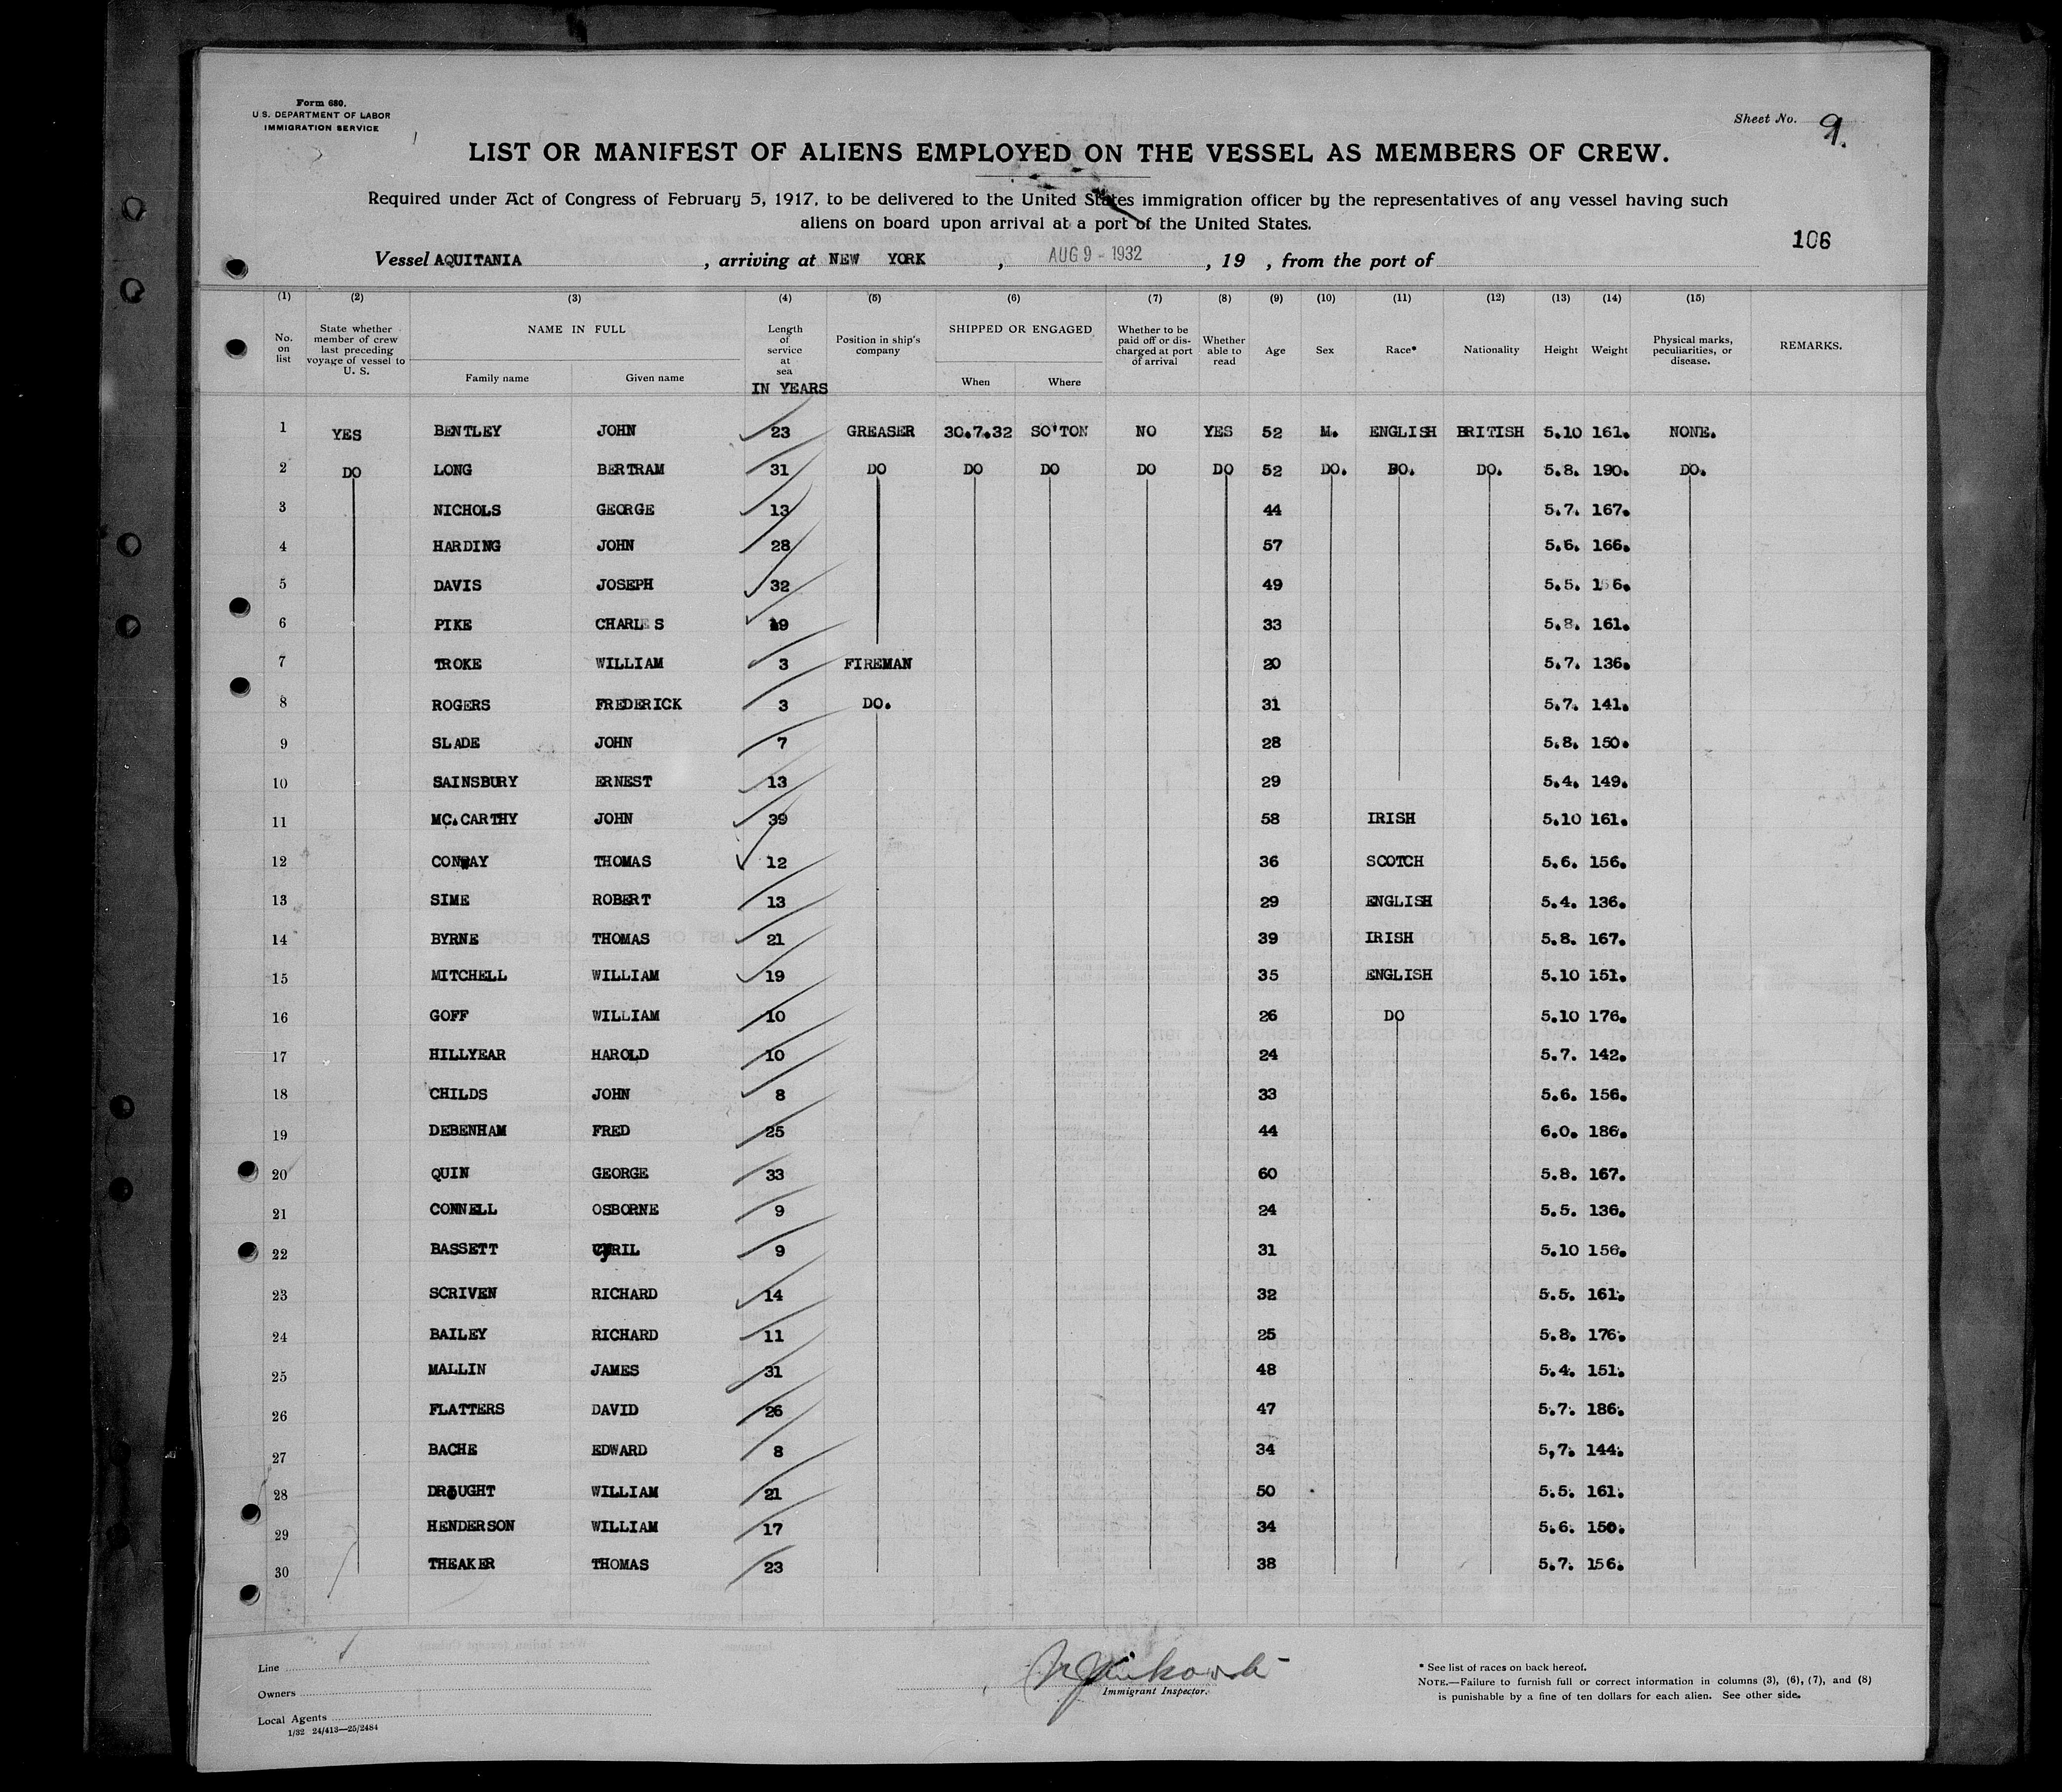 Form 680.
U.S. DEPARTMENT OF LABOR
IMMIGRATION SERVICE
Sheet No. 9.
LIST OR MANIFEST OF ALIENS EMPLOYED ON THE VESSEL AS MEMBERS OF CREW.
Required under Act of Congress of February 5, 1917, to be delivered to the United States immigration officer by the representatives of any vessel having such
aliens on board upon arrival at a port of the United States.
106
Vessel AQUITANIA, arriving at NEW YORK, AUG 9 - 1932, 19 , from the port of
(1) (2) (3) (4) (5) (6) (7) (8) (9) (10) (11) (12) (13) (14) (15)
No. on list State whether member of crew last preceding voyage of vessel to U. S. NAME IN FULL Family name Given name Length of service at sea IN YEARS Position in ship's company SHIPPED OR ENGAGED When Where Whether to be paid off or discharged at port of arrival Whether able to read Age Sex Race* Nationality Height Weight Physical marks, peculiarities, or disease. REMARKS.
1 YES BENTLEY JOHN 23 GREASER 30.7.32 SO'TON NO YES 52 M. ENGLISH BRITISH 5.10 161. NONE.
2 DO LONG BERTRAM 31 DO DO DO DO DO 52 DO. DO. DO. 5.8. 190. DO.
3 NICHOLS GEORGE 13 44 5.7. 167.
4 HARDING JOHN 28 57 5.6. 166.
5 DAVIS JOSEPH 32 49 5.5. 156.
6 PIKE CHARLES 19 33 5.8. 161.
7 TROKE WILLIAM 3 FIREMAN 20 5.7. 136.
8 ROGERS FREDERICK 3 DO. 31 5.7. 141.
9 SLADE JOHN 7 28 5.8. 150.
10 SAINSBURY ERNEST 13 29 5.4. 149.
11 MC.CARTHY JOHN 39 58 IRISH 5.10 161.
12 CONWAY THOMAS 12 36 SCOTCH 5.6. 156.
13 SIME ROBERT 13 29 ENGLISH 5.4. 136.
14 BYRNE THOMAS 21 39 IRISH 5.8. 167.
15 MITCHELL WILLIAM 19 35 ENGLISH 5.10 151.
16 GOFF WILLIAM 10 26 DO 5.10 176.
17 HILLYEAR HAROLD 10 24 5.7. 142.
18 CHILDS JOHN 8 33 5.6. 156.
19 DEBENHAM FRED 25 44 6.0. 186.
20 QUIN GEORGE 33 60 5.8. 167.
21 CONNELL OSBORNE 9 24 5.5. 136.
22 BASSETT CYRIL 9 31 5.10 156.
23 SCRIVEN RICHARD 14 32 5.5. 161.
24 BAILEY RICHARD 11 25 5.8. 176.
25 MALLIN JAMES 31 48 5.4. 151.
26 FLATTERS DAVID 26 47 5.7. 186.
27 BACHE EDWARD 8 34 5,7. 144.
28 DROUGHT WILLIAM 21 50 5.5. 161.
29 HENDERSON WILLIAM 17 34 5.6. 150.
30 THEAKER THOMAS 23 38 5.7. 156.
Line
Owners
Local Agents
1/32 24/413—25/2484
Immigrant Inspector.
* See list of races on back hereof.
NOTE.—Failure to furnish full or correct information in columns (3), (6), (7), and (8)
is punishable by a fine of ten dollars for each alien. See other side.